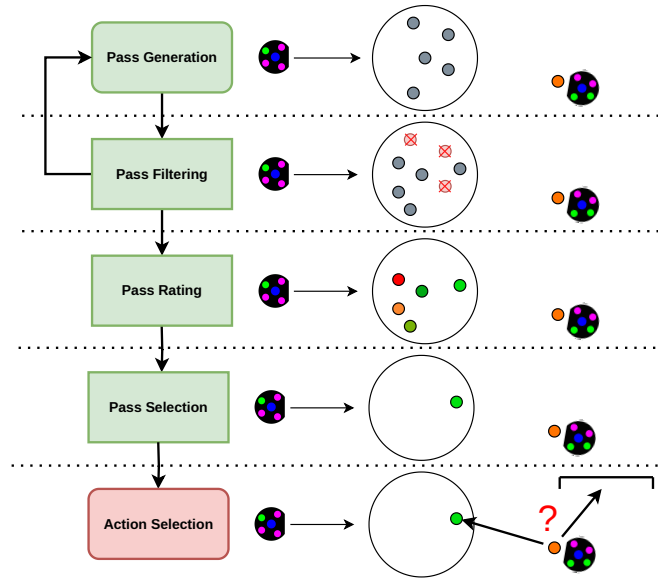 Pass Generation
Pass Filtering
Pass Rating
Pass Selection
Action Selection
?